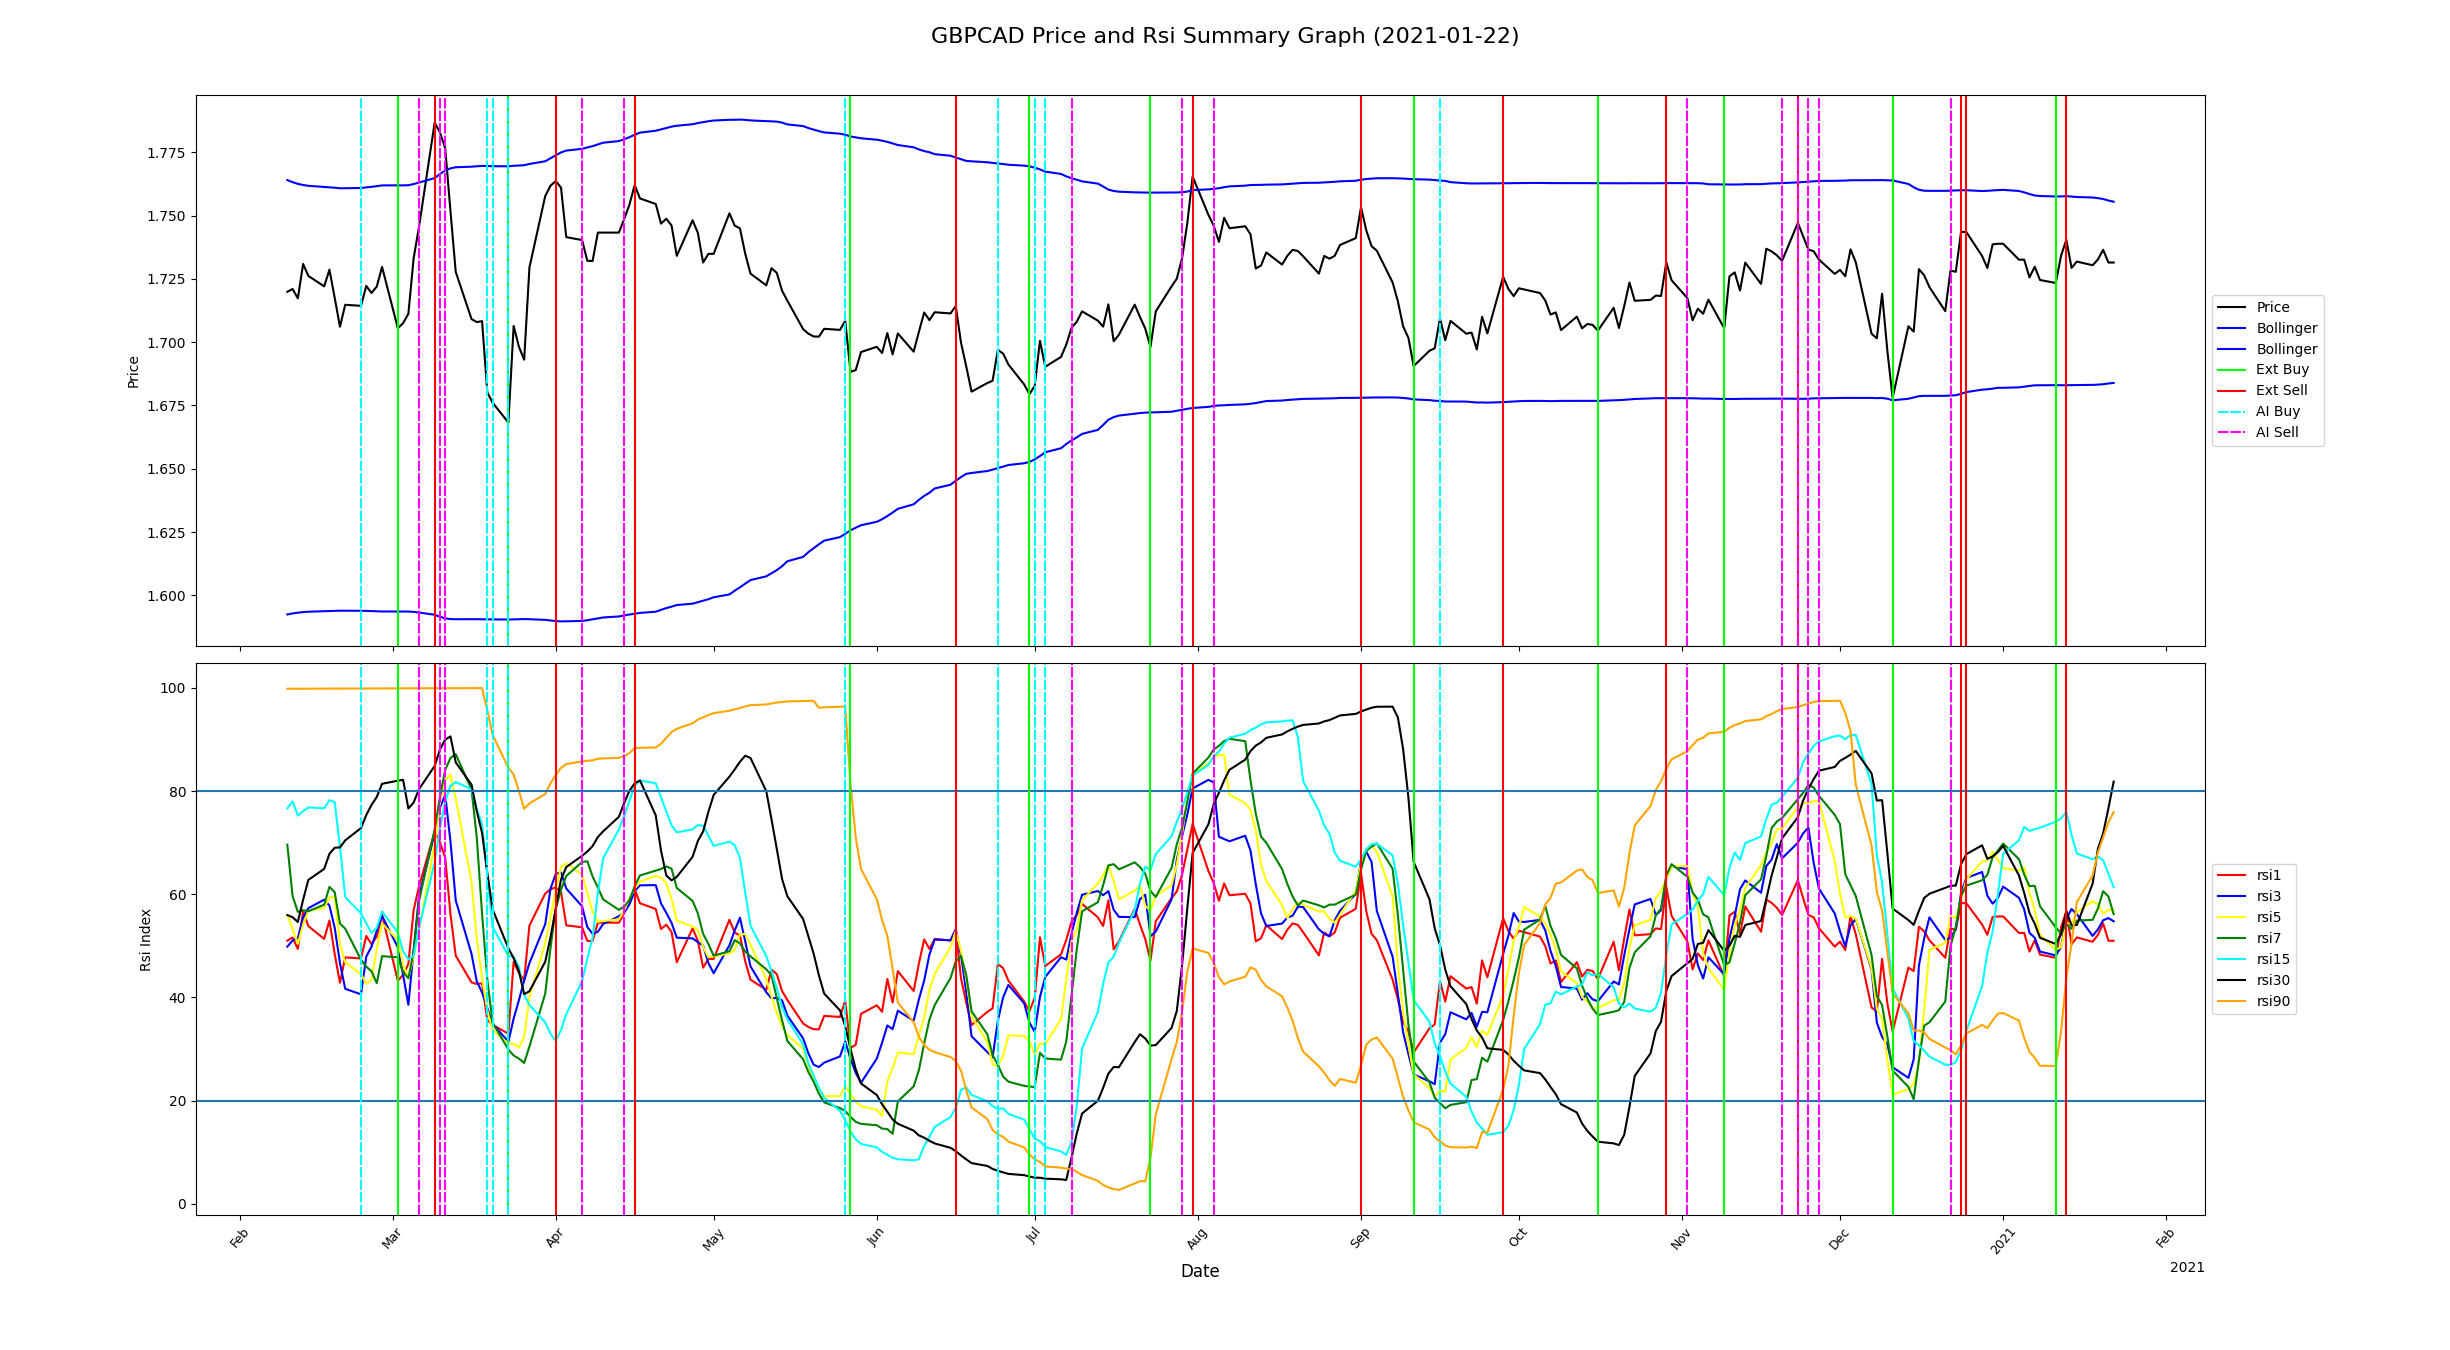 GBPCAD Price and Rsi Summary Graph (2021-01-22)
Price
1.775
1.750
1.725
1.700
1.675
1.650
1.625
1.600
Price
Bollinger
Bollinger
Ext Buy
Ext Sell
AI Buy
AI Sell
Rsi Index
100
80
60
40
20
0
rsi1
rsi3
rsi5
rsi7
rsi15
rsi30
rsi90
Feb
Mar
Apr
May
Jun
Jul
Aug
Sep
Oct
Nov
Dec
2021
Feb
Date
2021